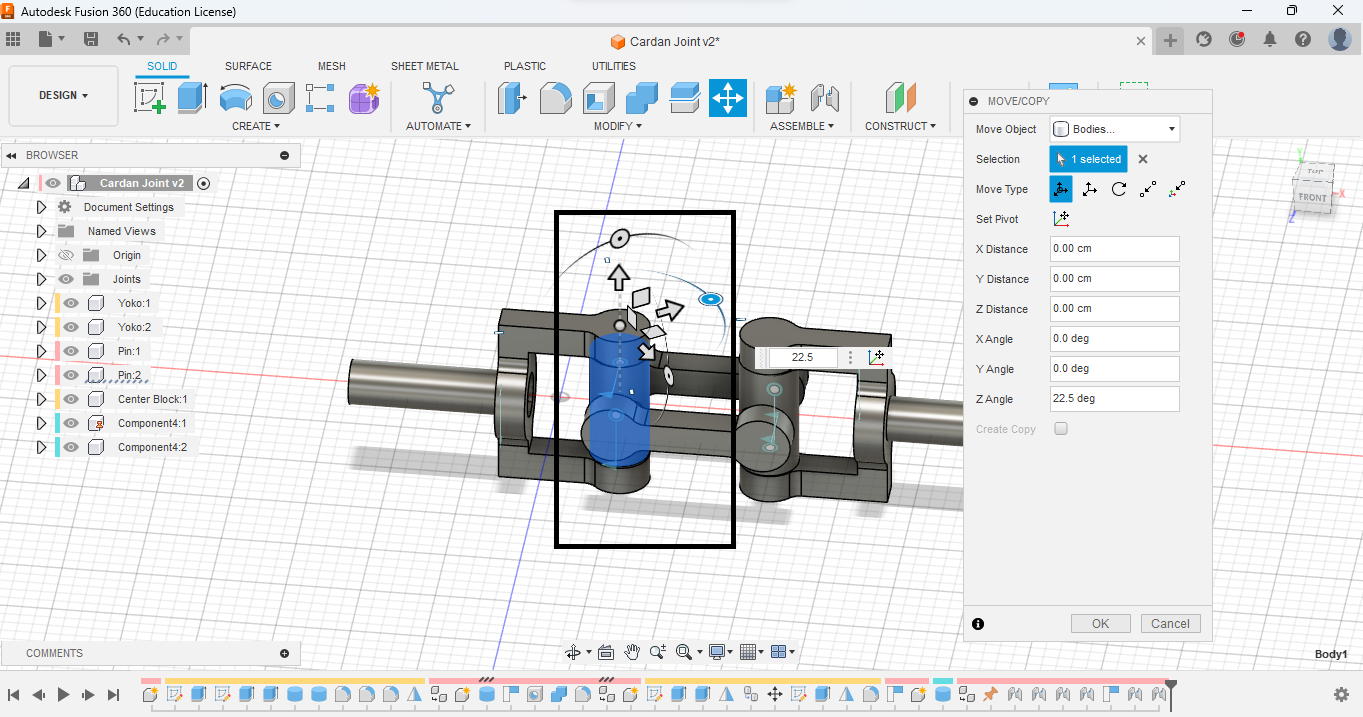 Autodesk Fusion 360 (Education License)
Cardan Joint v2*
SOLID SURFACE MESH SHEET METAL PLASTIC UTILITIES
DESIGN
CREATE AUTOMATE MODIFY ASSEMBLE CONSTRUCT
MOVE/COPY
Move Object Bodies...
Selection 1 selected
Move Type
Set Pivot
X Distance 0.00 cm
Y Distance 0.00 cm
Z Distance 0.00 cm
X Angle 0.0 deg
Y Angle 0.0 deg
Z Angle 22.5 deg
Create Copy
OK Cancel
BROWSER
Cardan Joint v2
Document Settings
Named Views
Origin
Joints
Yoko:1
Yoko:2
Pin:1
Pin:2
Center Block:1
Component4:1
Component4:2
22.5
TOP
FRONT
X
Y
Z
COMMENTS
Body1